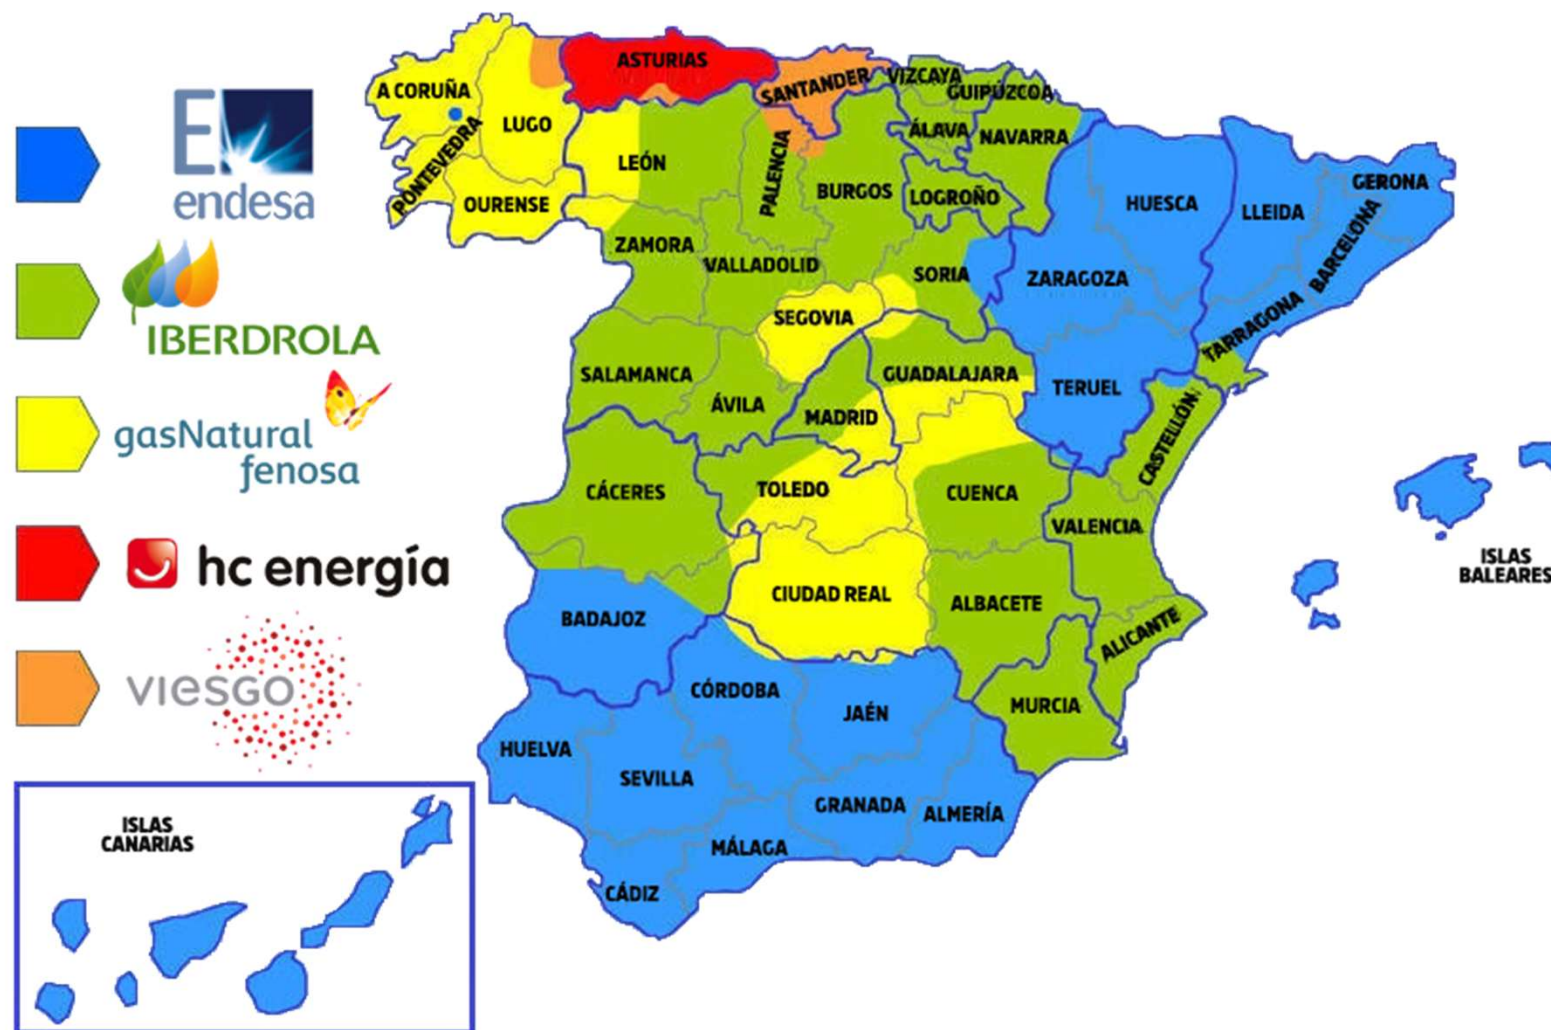 endesa
IBERDROLA
gasNatural
fenosa
hc energía
viesgo
ISLAS
CANARIAS
A CORUÑA
LUGO
PONTEVEDRA
OURENSE
ASTURIAS
SANTANDER
VIZCAYA
GUIPÚZCOA
ÁLAVA
NAVARRA
LEÓN
PALENCIA
BURGOS
LOGROÑO
HUESCA
LLEIDA
GERONA
BARCELONA
TARRAGONA
ZAMORA
VALLADOLID
SORIA
ZARAGOZA
SEGOVIA
SALAMANCA
ÁVILA
MADRID
GUADALAJARA
TERUEL
CASTELLÓN
CÁCERES
TOLEDO
CUENCA
VALENCIA
ISLAS
BALEARES
BADAJOZ
CIUDAD REAL
ALBACETE
ALICANTE
CÓRDOBA
JAÉN
MURCIA
HUELVA
SEVILLA
GRANADA
ALMERÍA
MÁLAGA
CÁDIZ